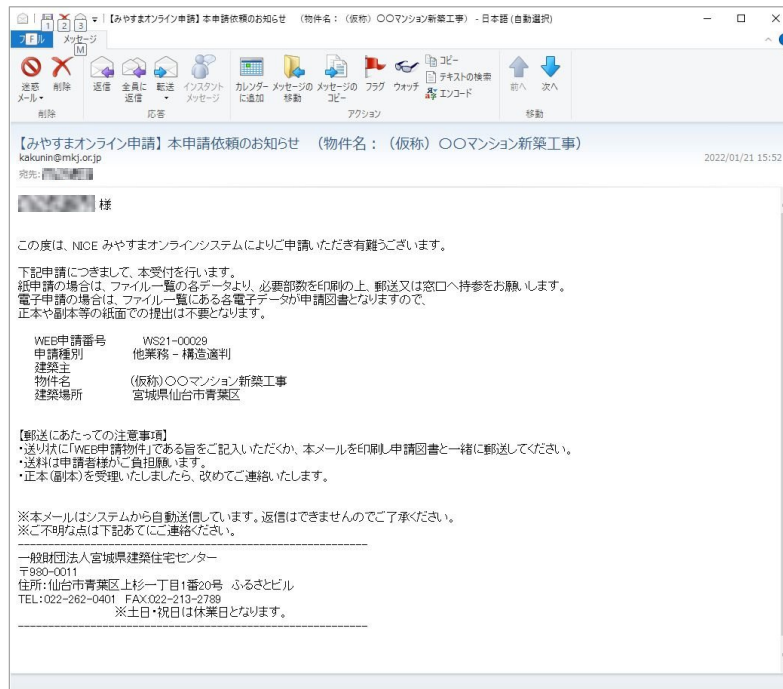 【みやすまオンライン申請】本申請依頼のお知らせ （物件名：（仮称）〇〇マンション新築工事） - 日本語(自動選択)
1 2 3
ファイル F メッセージ M
迷惑メール 削除 返信 全員に返信 転送 インスタントメッセージ カレンダーに追加 メッセージの移動 メッセージのコピー フラグ ウオッチ コピー テキストの検索 エンコード 前へ 次へ
削除 応答 アクション 移動
【みやすまオンライン申請】本申請依頼のお知らせ （物件名：（仮称）〇〇マンション新築工事）
kakunin@mkj.or.jp 2022/01/21 15:52
宛先:
様
この度は、NICE みやすまオンラインシステムによりご申請いただき有難うございます。
下記申請につきまして、本受付を行います。
紙申請の場合は、ファイル一覧の各データより、必要部数を印刷の上、郵送又は窓口へ持参をお願いします。
電子申請の場合は、ファイル一覧にある各電子データが申請図書となりますので、
正本や副本等の紙面での提出は不要となります。
WEB申請番号 WS21-00029
申請種別 他業務 - 構造適判
建築主
物件名 (仮称)〇〇マンション新築工事
建築場所 宮城県仙台市青葉区
【郵送にあたっての注意事項】
・送り状に「WEB申請物件」である旨をご記入いただくか、本メールを印刷し申請図書と一緒に郵送してください。
・送料は申請者様がご負担願います。
・正本(副本)を受理いたしましたら、改めてご連絡いたします。
※本メールはシステムから自動送信しています。返信はできませんのでご了承ください。
※ご不明な点は下記あてにご連絡ください。
------------------------------------------------------------
一般財団法人宮城県建築住宅センター
〒980-0011
住所:仙台市青葉区上杉一丁目1番20号 ふるさとビル
TEL:022-262-0401 FAX:022-213-2789
※土日・祝日は休業日となります。
------------------------------------------------------------